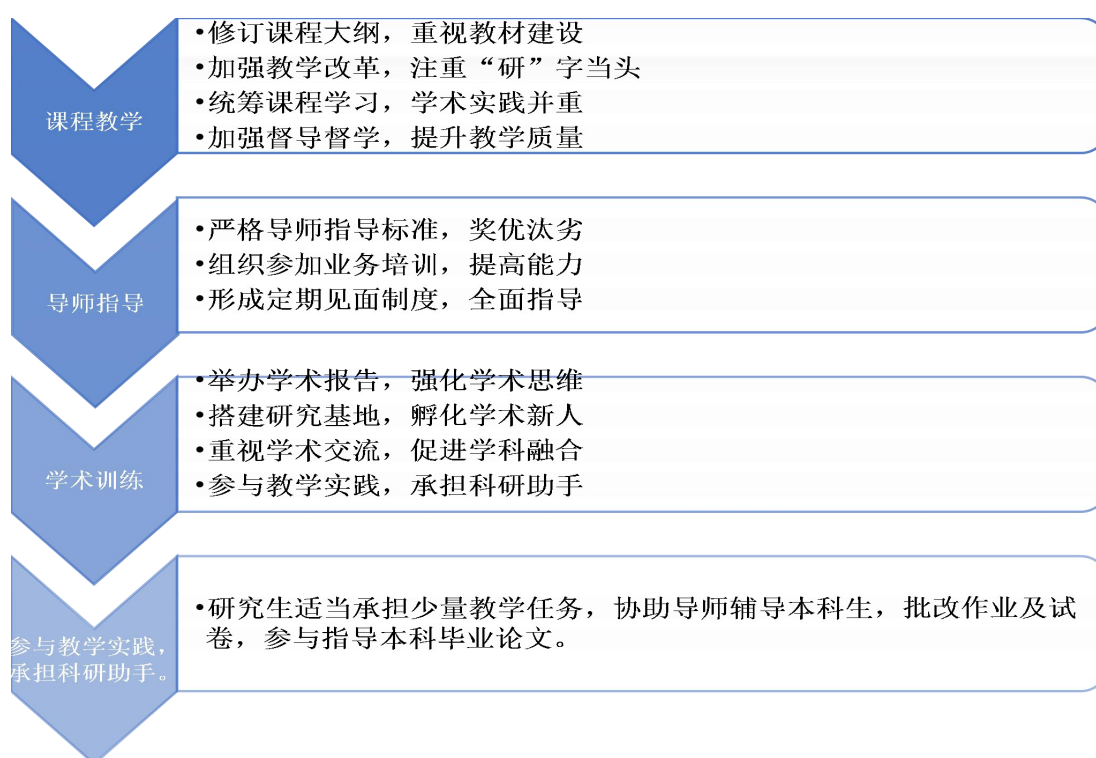 课程教学
•修订课程大纲，重视教材建设
•加强教学改革，注重“研”字当头
•统筹课程学习，学术实践并重
•加强督导督学，提升教学质量
导师指导
•严格导师指导标准，奖优汰劣
•组织参加业务培训，提高能力
•形成定期见面制度，全面指导
学术训练
•举办学术报告，强化学术思维
•搭建研究基地，孵化学术新人
•重视学术交流，促进学科融合
•参与教学实践，承担科研助手
参与教学实践，
承担科研助手。
•研究生适当承担少量教学任务，协助导师辅导本科生，批改作业及试
卷，参与指导本科毕业论文。